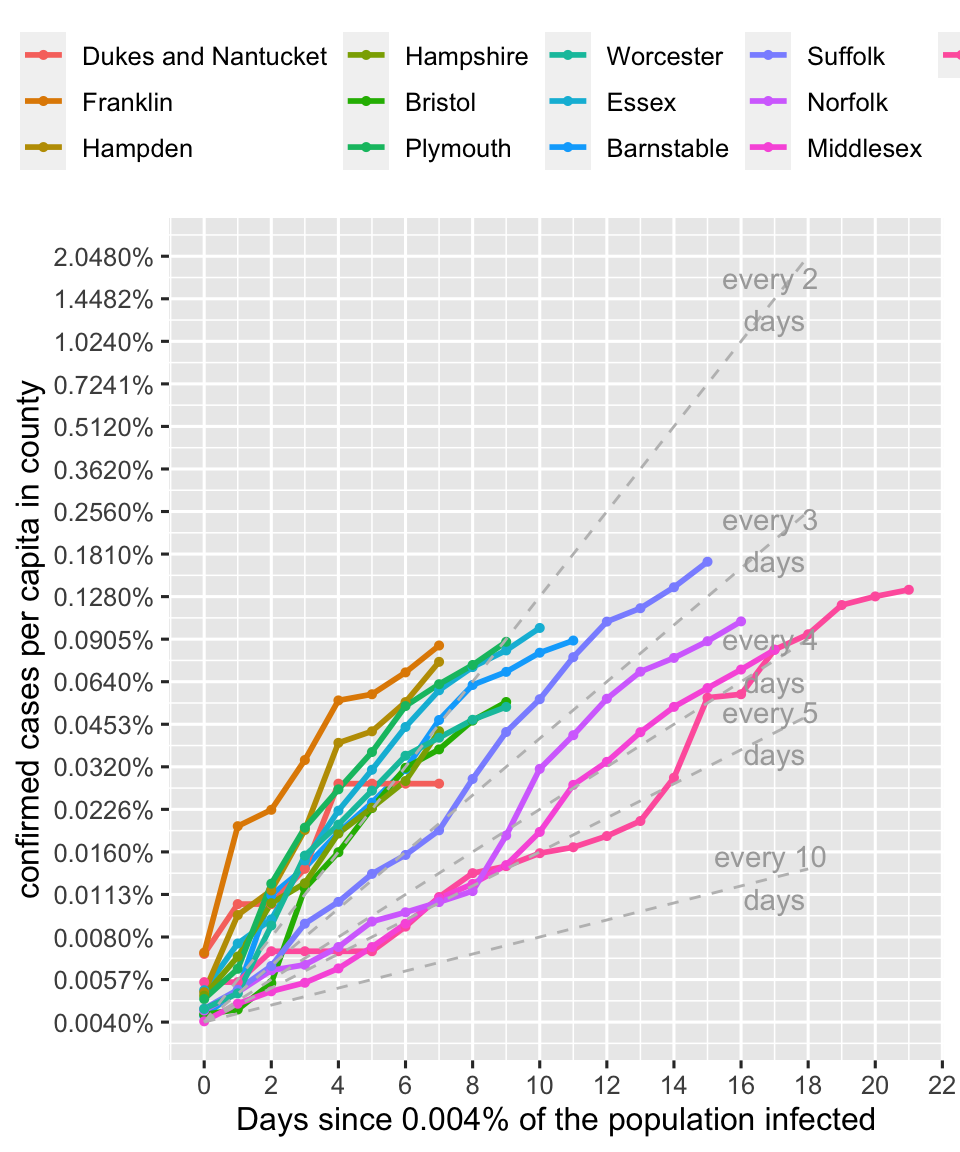 Dukes and Nantucket Hampshire Worcester Suffolk
Franklin Bristol Essex Norfolk
Hampden Plymouth Barnstable Middlesex
confirmed cases per capita in county
2.0480%
1.4482%
1.0240%
0.7241%
0.5120%
0.3620%
0.2560%
0.1810%
0.1280%
0.0905%
0.0640%
0.0453%
0.0320%
0.0226%
0.0160%
0.0113%
0.0080%
0.0057%
0.0040%
every 2
days
every 3
days
every 4
days
every 5
days
every 10
days
0 2 4 6 8 10 12 14 16 18 20 22
Days since 0.004% of the population infected